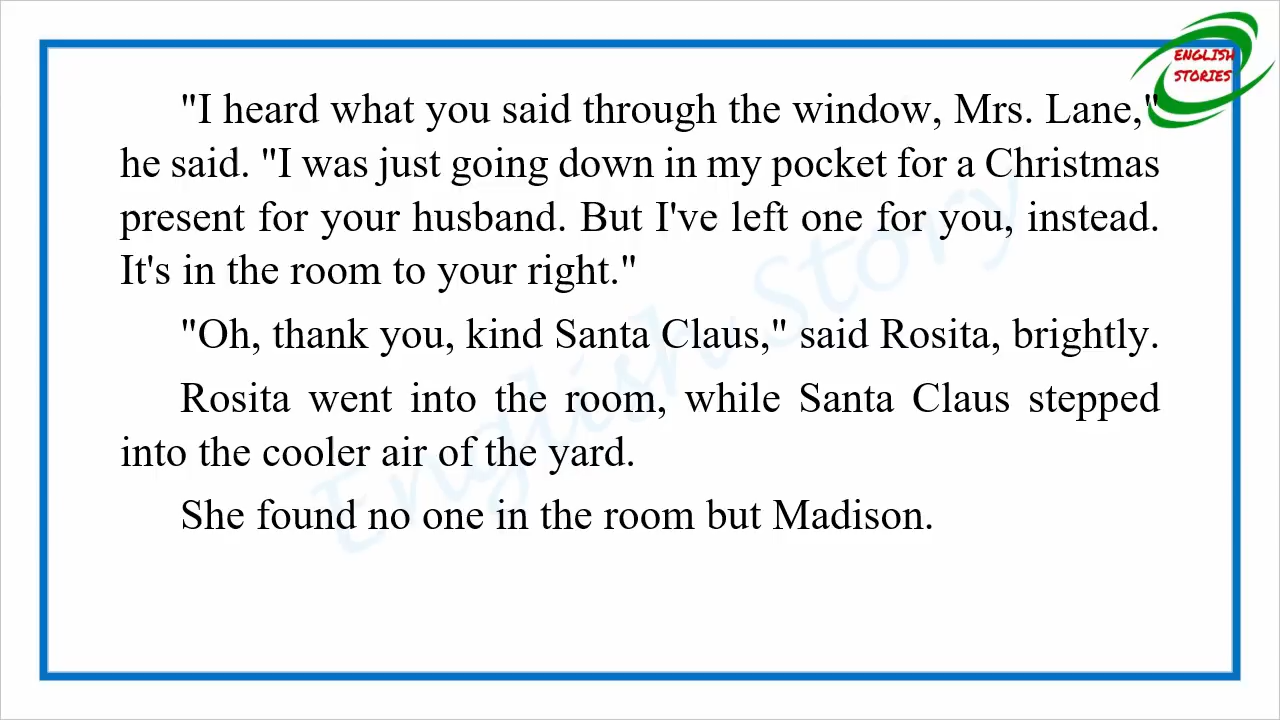 ENGLISH
STORIES
"I heard what you said through the window, Mrs. Lane,"
he said. "I was just going down in my pocket for a Christmas
present for your husband. But I've left one for you, instead.
It's in the room to your right."
"Oh, thank you, kind Santa Claus," said Rosita, brightly.
Rosita went into the room, while Santa Claus stepped
into the cooler air of the yard.
She found no one in the room but Madison.
English Story